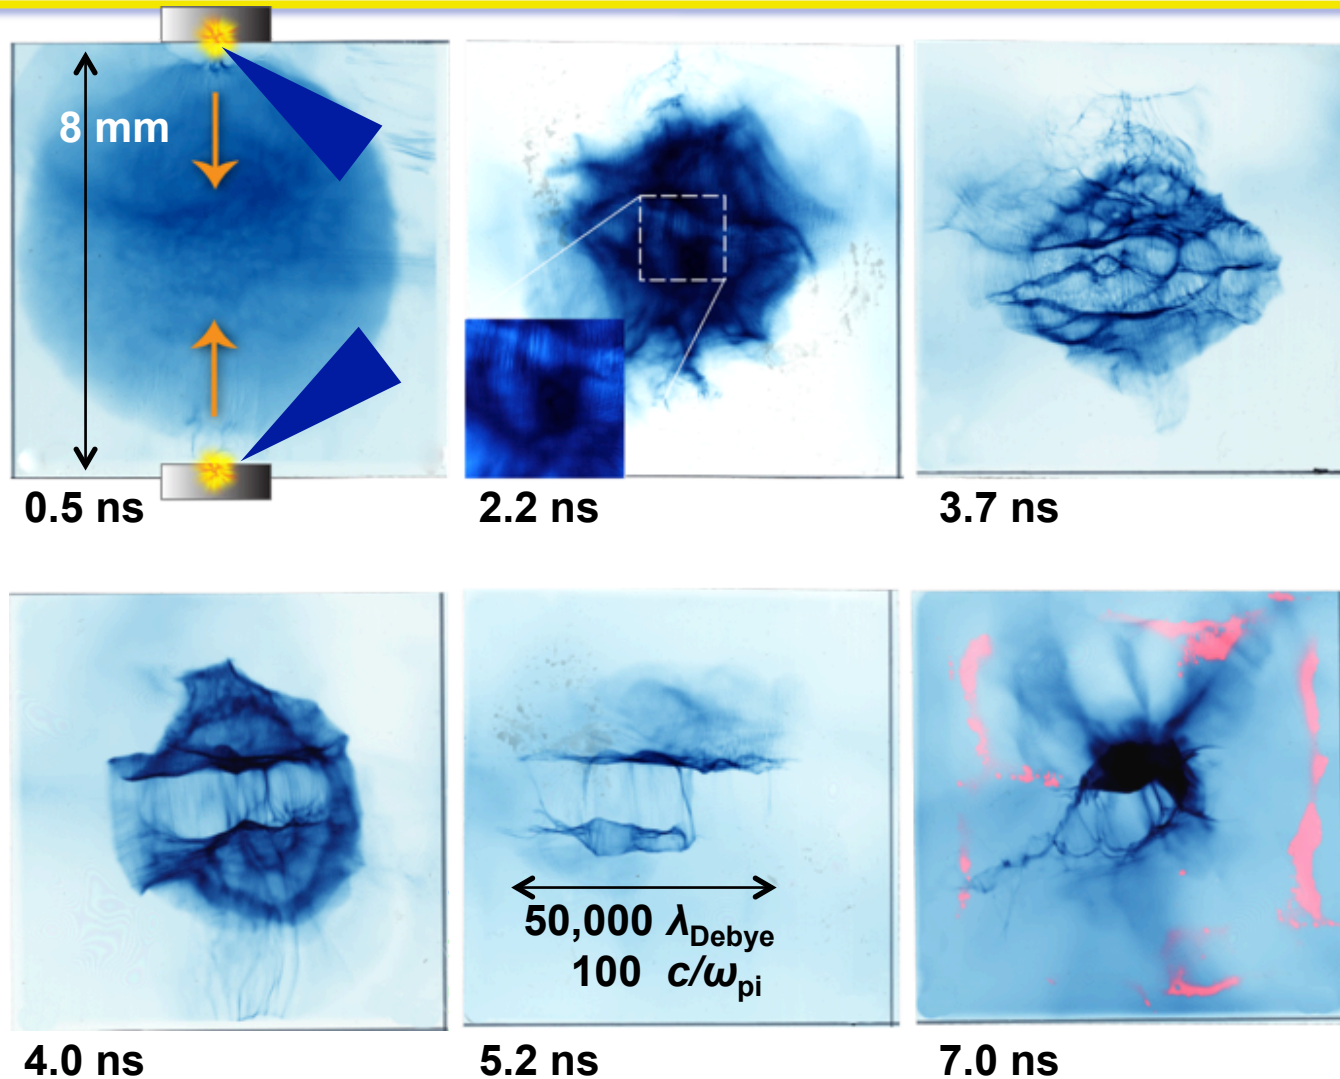 8 mm
0.5 ns
2.2 ns
3.7 ns
4.0 ns
50,000 λDebye
100 c/ωpi
5.2 ns
7.0 ns